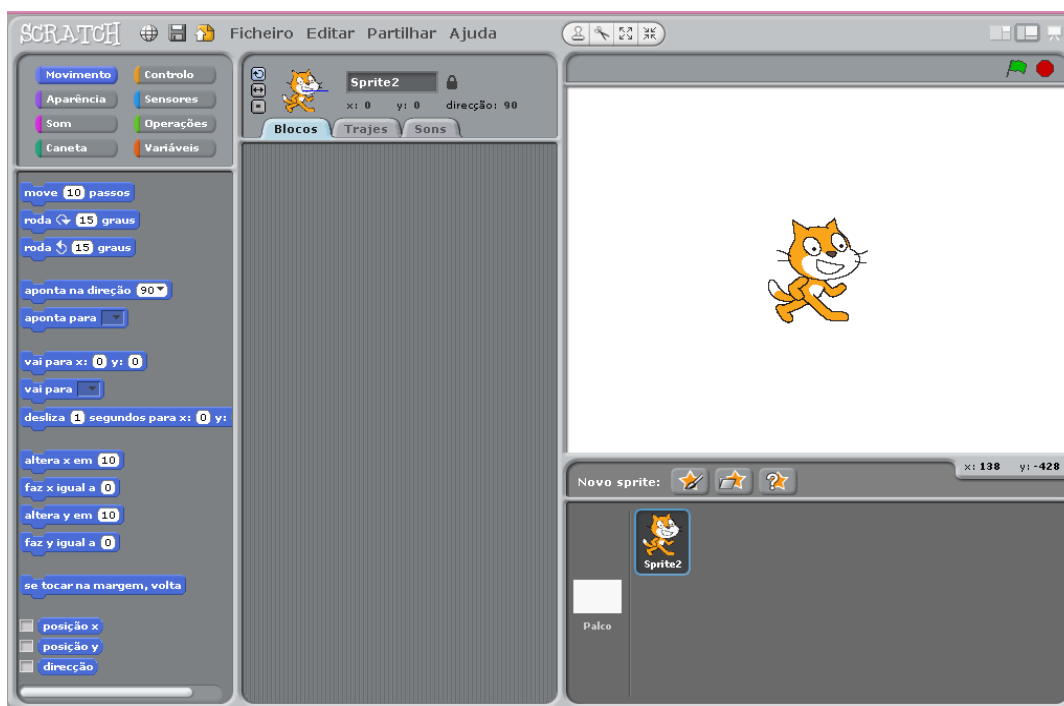 SCRATCH Ficheiro Editar Partilhar Ajuda
Movimento Controlo
Aparência Sensores
Som Operações
Caneta Variáveis
move 10 passos
roda 15 graus
roda 15 graus
aponta na direção 90
aponta para
vai para x: 0 y: 0
vai para
desliza 1 segundos para x: 0 y:
altera x em 10
faz x igual a 0
altera y em 10
faz y igual a 0
se tocar na margem, volta
posição x
posição y
direcção
Sprite2
x: 0 y: 0 direcção: 90
Blocos Trajes Sons
x: 138 y: -428
Novo sprite:
Sprite2
Palco